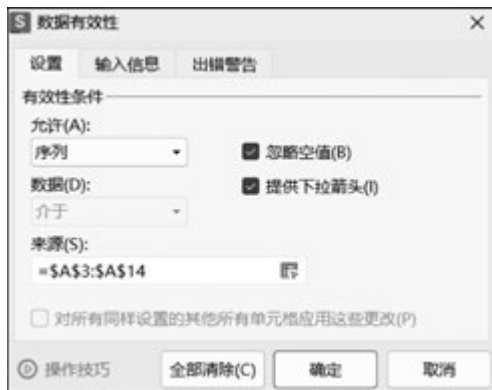 S 数据有效性
设置 输入信息 出错警告
有效性条件
允许(A):
序列
忽略空值(B)
数据(D):
提供下拉箭头(I)
介于
来源(S):
=$A$3:$A$14
对所有同样设置的其他所有单元格应用这些更改(P)
操作技巧 全部清除(C) 确定 取消